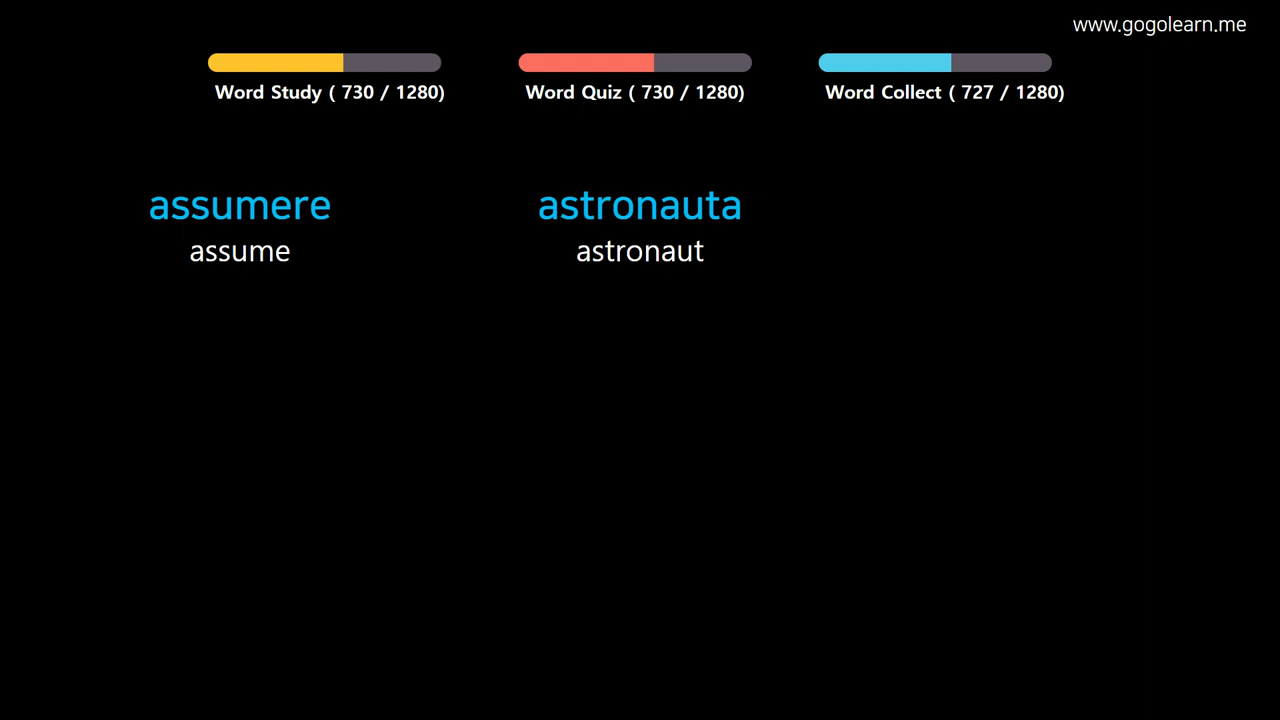 www.gogolearn.me
Word Study ( 730 / 1280)
Word Quiz ( 730 / 1280)
Word Collect ( 727 / 1280)
assumere
assume
astronauta
astronaut